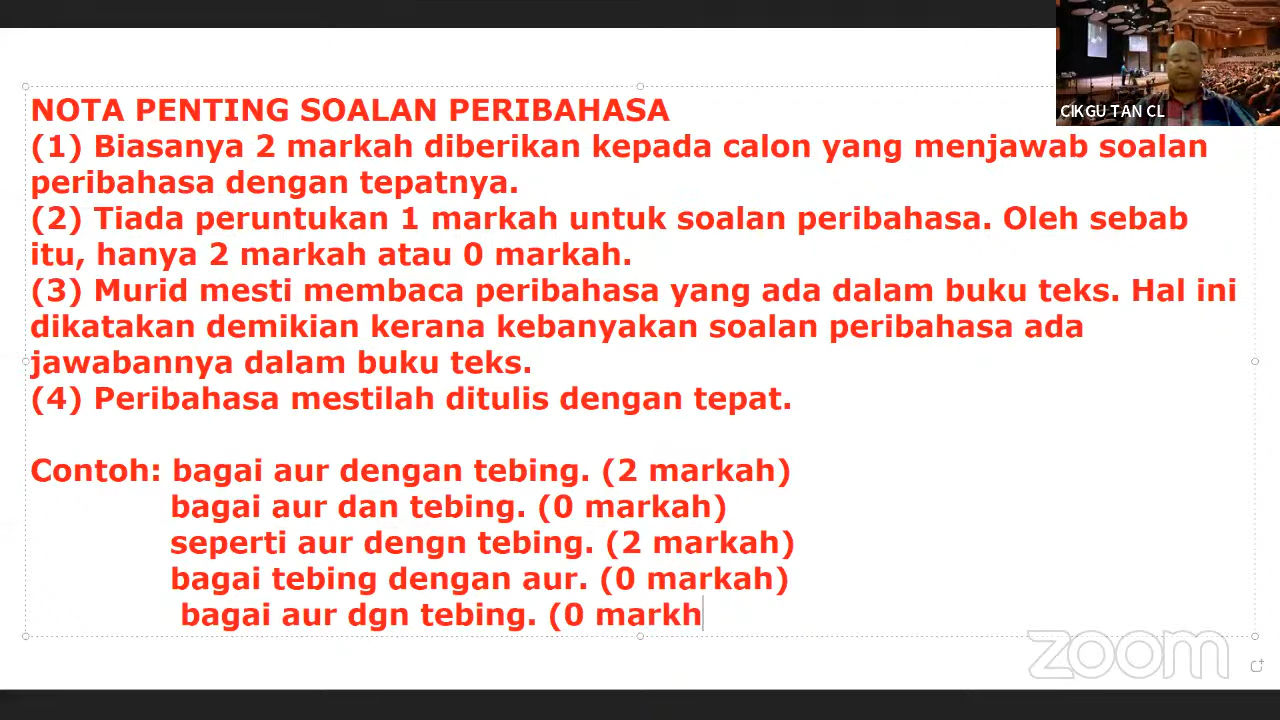 CIKGU TAN CL
NOTA PENTING SOALAN PERIBAHASA
(1) Biasanya 2 markah diberikan kepada calon yang menjawab soalan
peribahasa dengan tepatnya.
(2) Tiada peruntukan 1 markah untuk soalan peribahasa. Oleh sebab
itu, hanya 2 markah atau 0 markah.
(3) Murid mesti membaca peribahasa yang ada dalam buku teks. Hal ini
dikatakan demikian kerana kebanyakan soalan peribahasa ada
jawabannya dalam buku teks.
(4) Peribahasa mestilah ditulis dengan tepat.
Contoh: bagai aur dengan tebing. (2 markah)
bagai aur dan tebing. (0 markah)
seperti aur dengn tebing. (2 markah)
bagai tebing dengan aur. (0 markah)
bagai aur dgn tebing. (0 markh
zoom